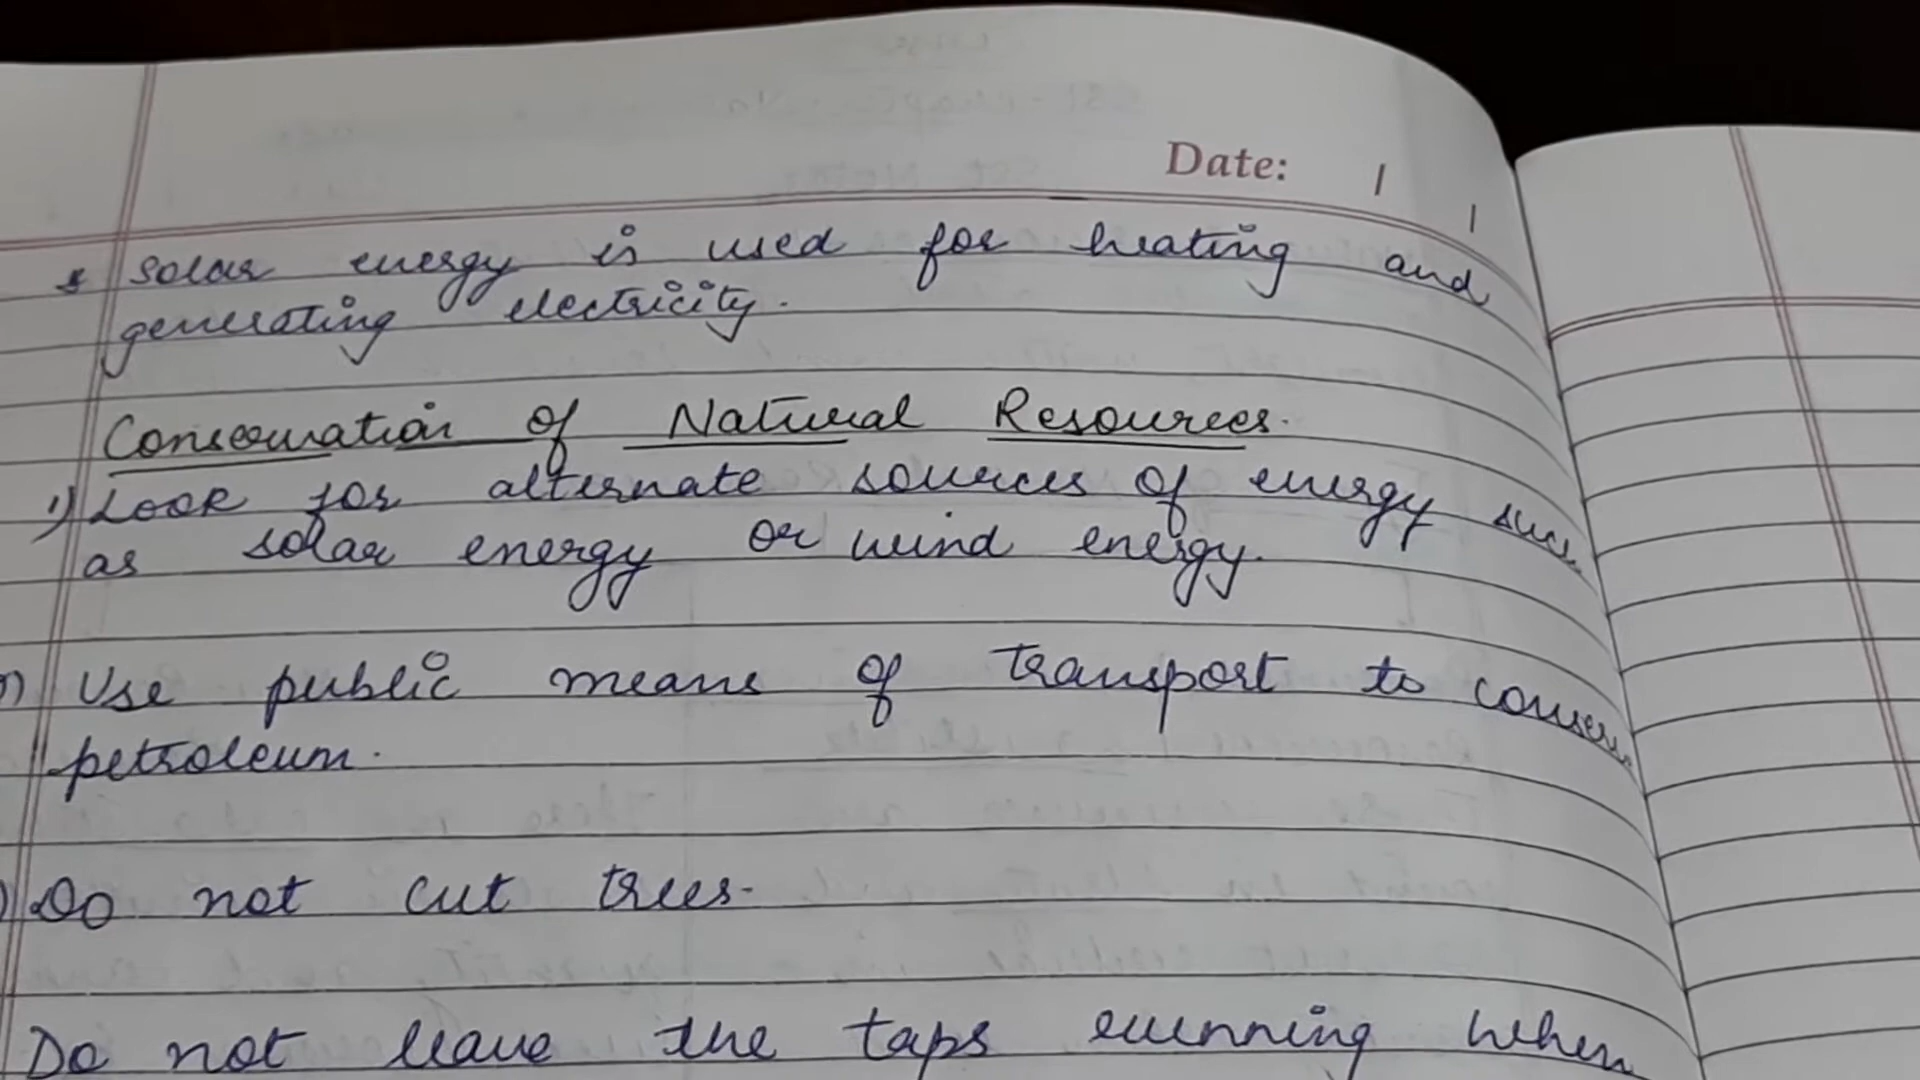 Date: / /
* Solar energy is used for heating and
generating electricity.
Conservation of Natural Resources.
1) Look for alternate sources of energy such
as solar energy or wind energy.
Use public means of transport to conserve
petroleum.
Do not cut trees.
Do not leave the taps running when